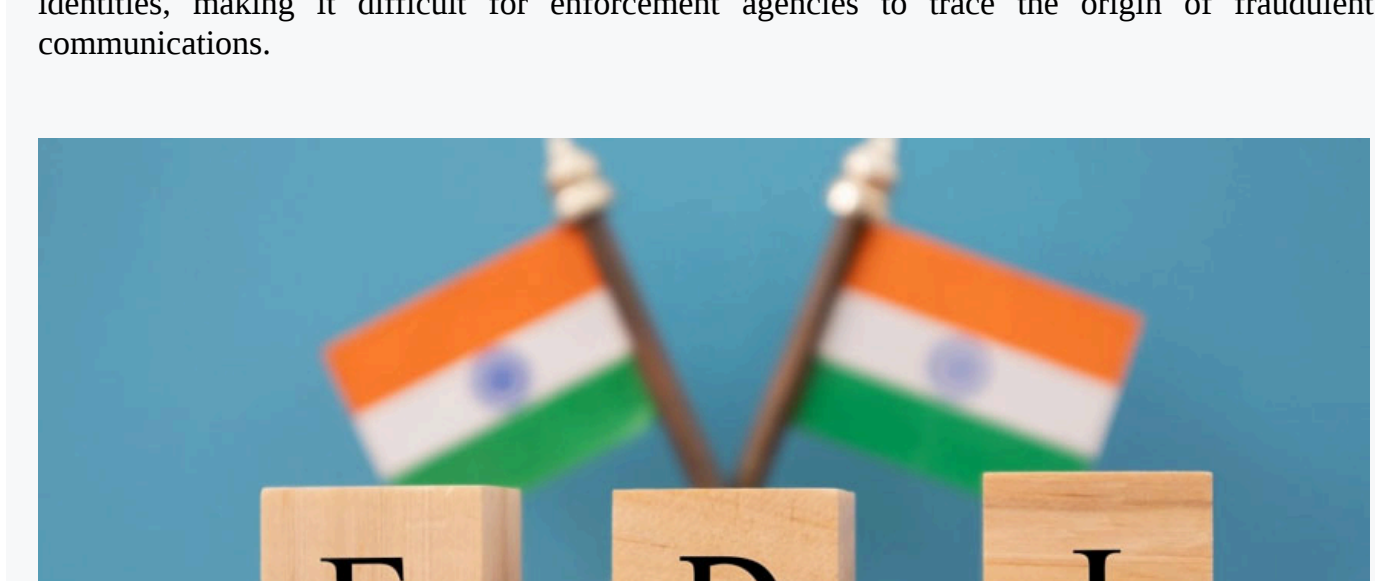 identities, making it difficult for enforcement agencies to trace the origin of fraudulent
communications.
F D I